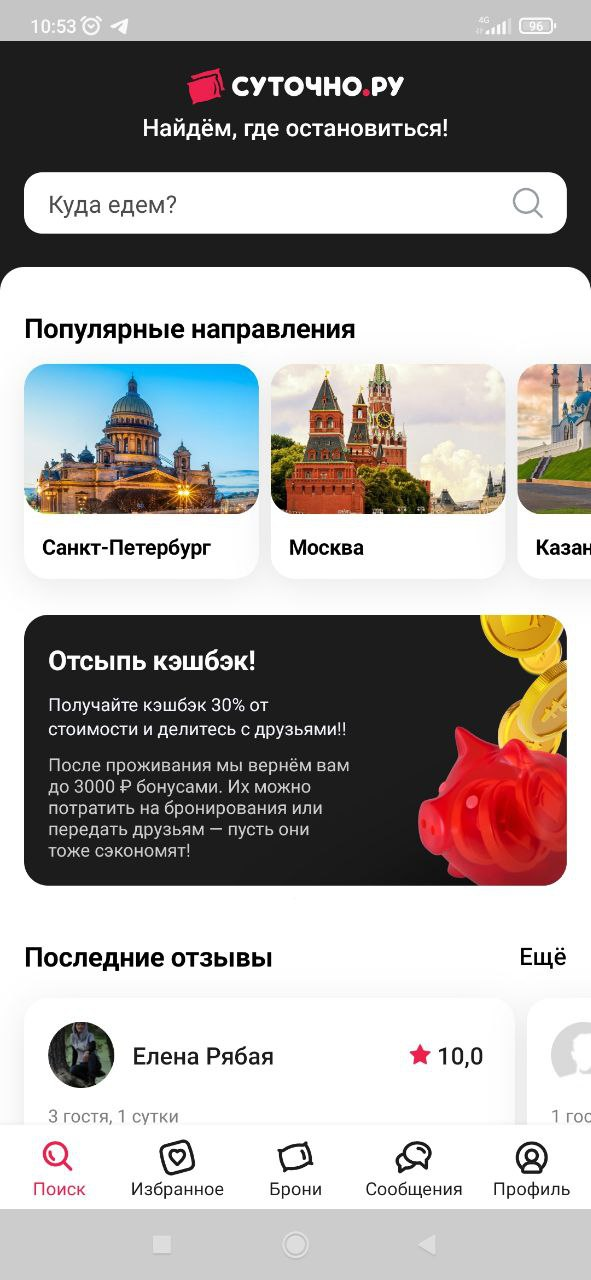 10:53
4G
96
СУТОЧНО.РУ
Найдём, где остановиться!
Куда едем?
Популярные направления
Санкт-Петербург
Москва
Казан
Отсыпь кэшбэк!
Получайте кэшбэк 30% от
стоимости и делитесь с друзьями!!
После проживания мы вернём вам
до 3000 ₽ бонусами. Их можно
потратить на бронирования или
передать друзьям — пусть они
тоже сэкономят!
Последние отзывы
Ещё
Елена Рябая
10,0
3 гостя, 1 сутки
1 гос
Поиск
Избранное
Брони
Сообщения
Профиль